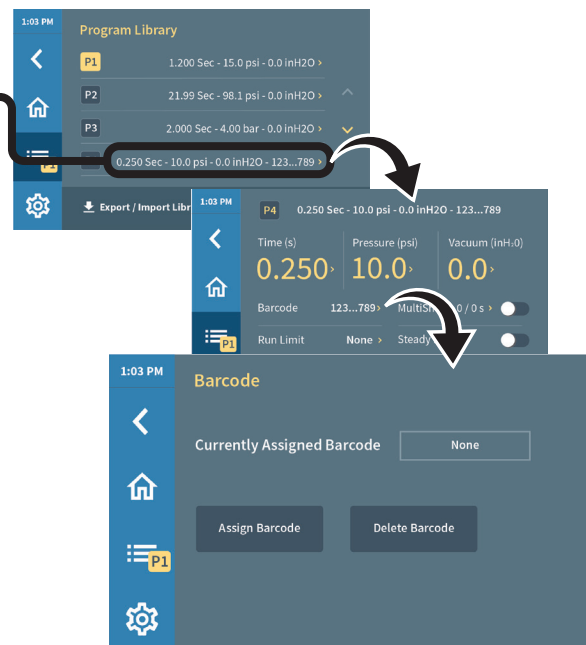 1:03 PM
Program Library
P1 1.200 Sec - 15.0 psi - 0.0 inH2O ›
P2 21.99 Sec - 98.1 psi - 0.0 inH2O ›
P3 2.000 Sec - 4.00 bar - 0.0 inH2O ›
0.250 Sec - 10.0 psi - 0.0 inH2O - 123...789 ›
P1
Export / Import Libr
1:03 PM
P4 0.250 Sec - 10.0 psi - 0.0 inH2O - 123...789
Time (s) Pressure (psi) Vacuum (inH₂0)
0.250 › 10.0 › 0.0 ›
Barcode 123...789 › MultiSh 0 / 0 s ›
Run Limit None › Steady
P1
1:03 PM
Barcode
Currently Assigned Barcode None
Assign Barcode Delete Barcode
P1